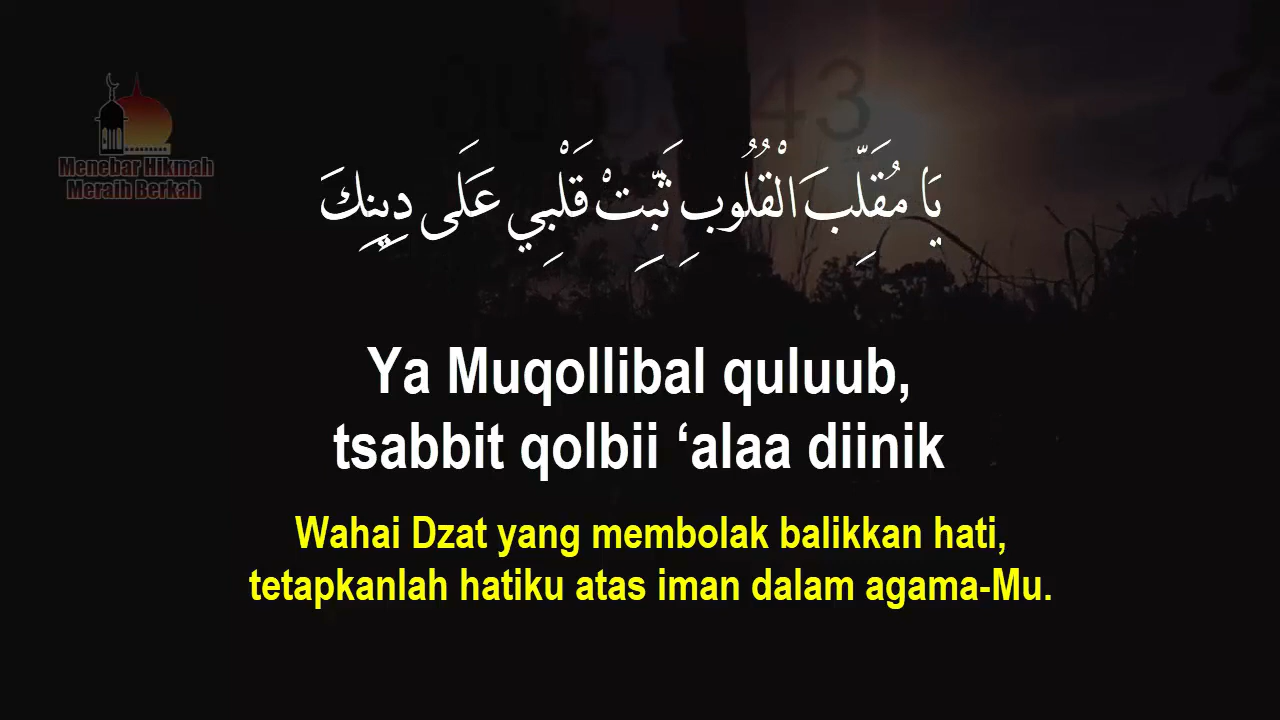 Menebar Hikmah
Meraih Berkah
يَا مُقَلِّبَ الْقُلُوبِ ثَبِّتْ قَلْبِي عَلَى دِينِكَ
Ya Muqollibal quluub,
tsabbit qolbii ‘alaa diinik
Wahai Dzat yang membolak balikkan hati,
tetapkanlah hatiku atas iman dalam agama-Mu.